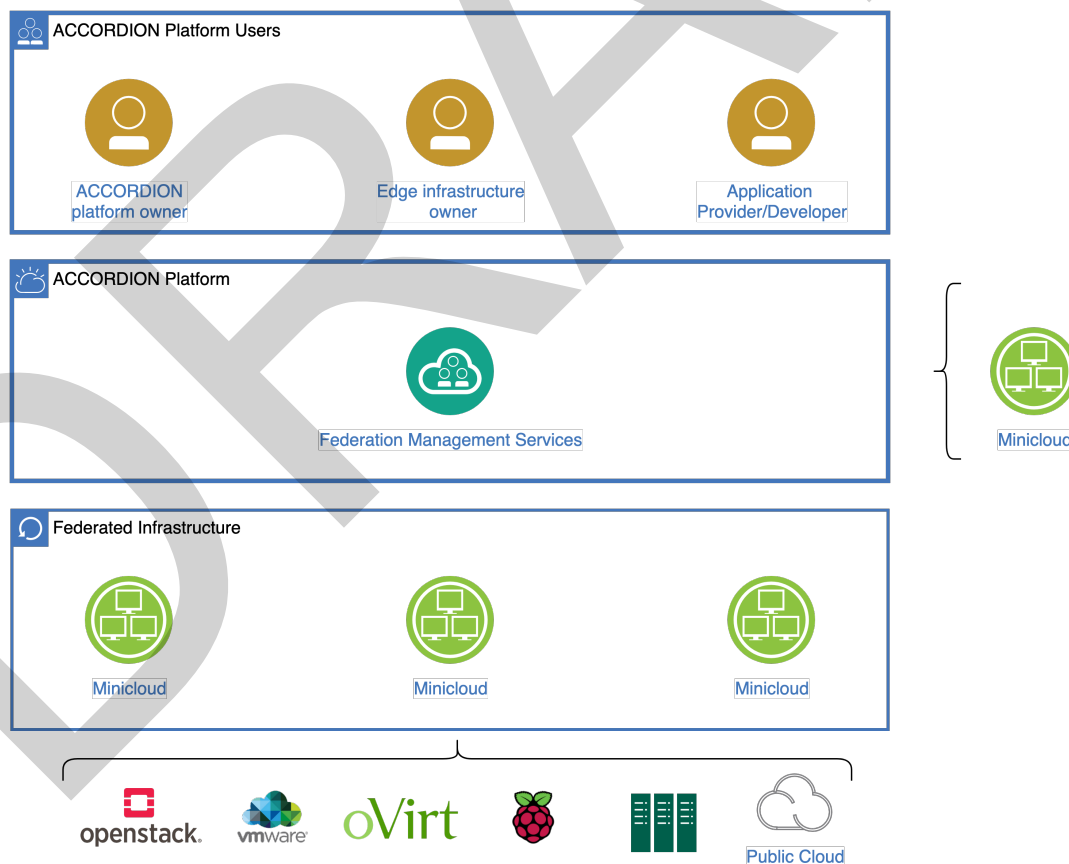 ACCORDION Platform Users
ACCORDION
platform owner
Edge infrastructure
owner
Application
Provider/Developer
ACCORDION Platform
Federation Management Services
Minicloud
Federated Infrastructure
Minicloud
Minicloud
Minicloud
openstack.
vmware
oVirt
Public Cloud
DRA